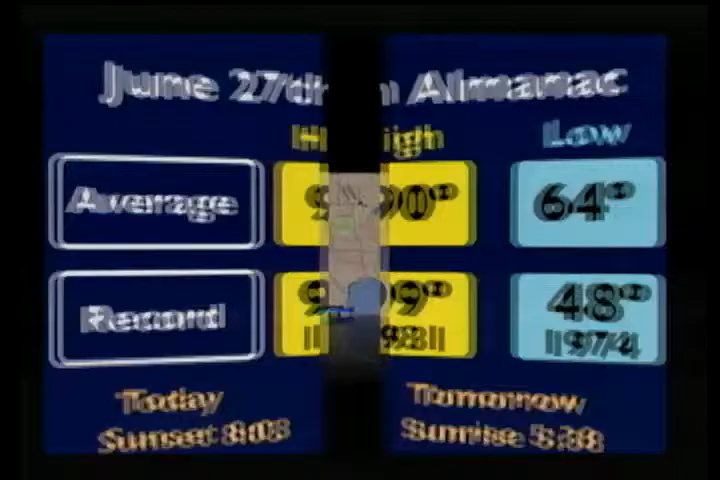 June 27th Almanac
High Low
Average 90° 64°
Record 99° 48°
1981 1974
Today Tomorrow
Sunset 8:08 Sunrise 5:38